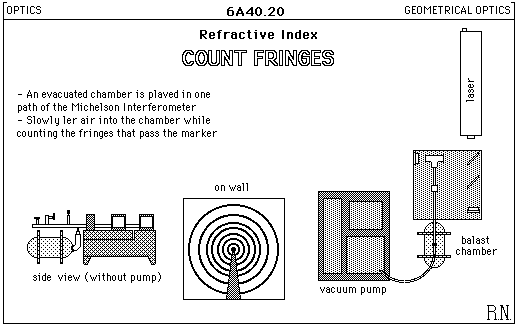 OPTICS 6A40.20 GEOMETRICAL OPTICS
Refractive Index
COUNT FRINGES
- An evacuated chamber is plaved in one
path of the Michelson Interferometer
- Slowly ler air into the chamber while
counting the fringes that pass the marker
laser
on wall
balast
chamber
side view (without pump)
vacuum pump
R.N.